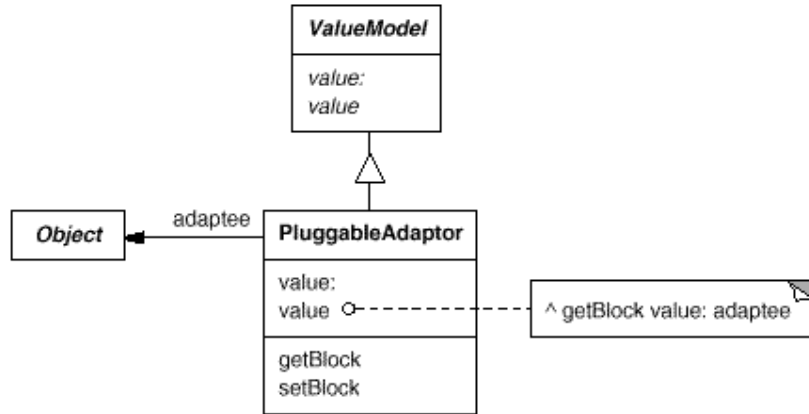 ValueModel
value:
value
adaptee
Object
PluggableAdaptor
value:
value
^ getBlock value: adaptee
getBlock
setBlock